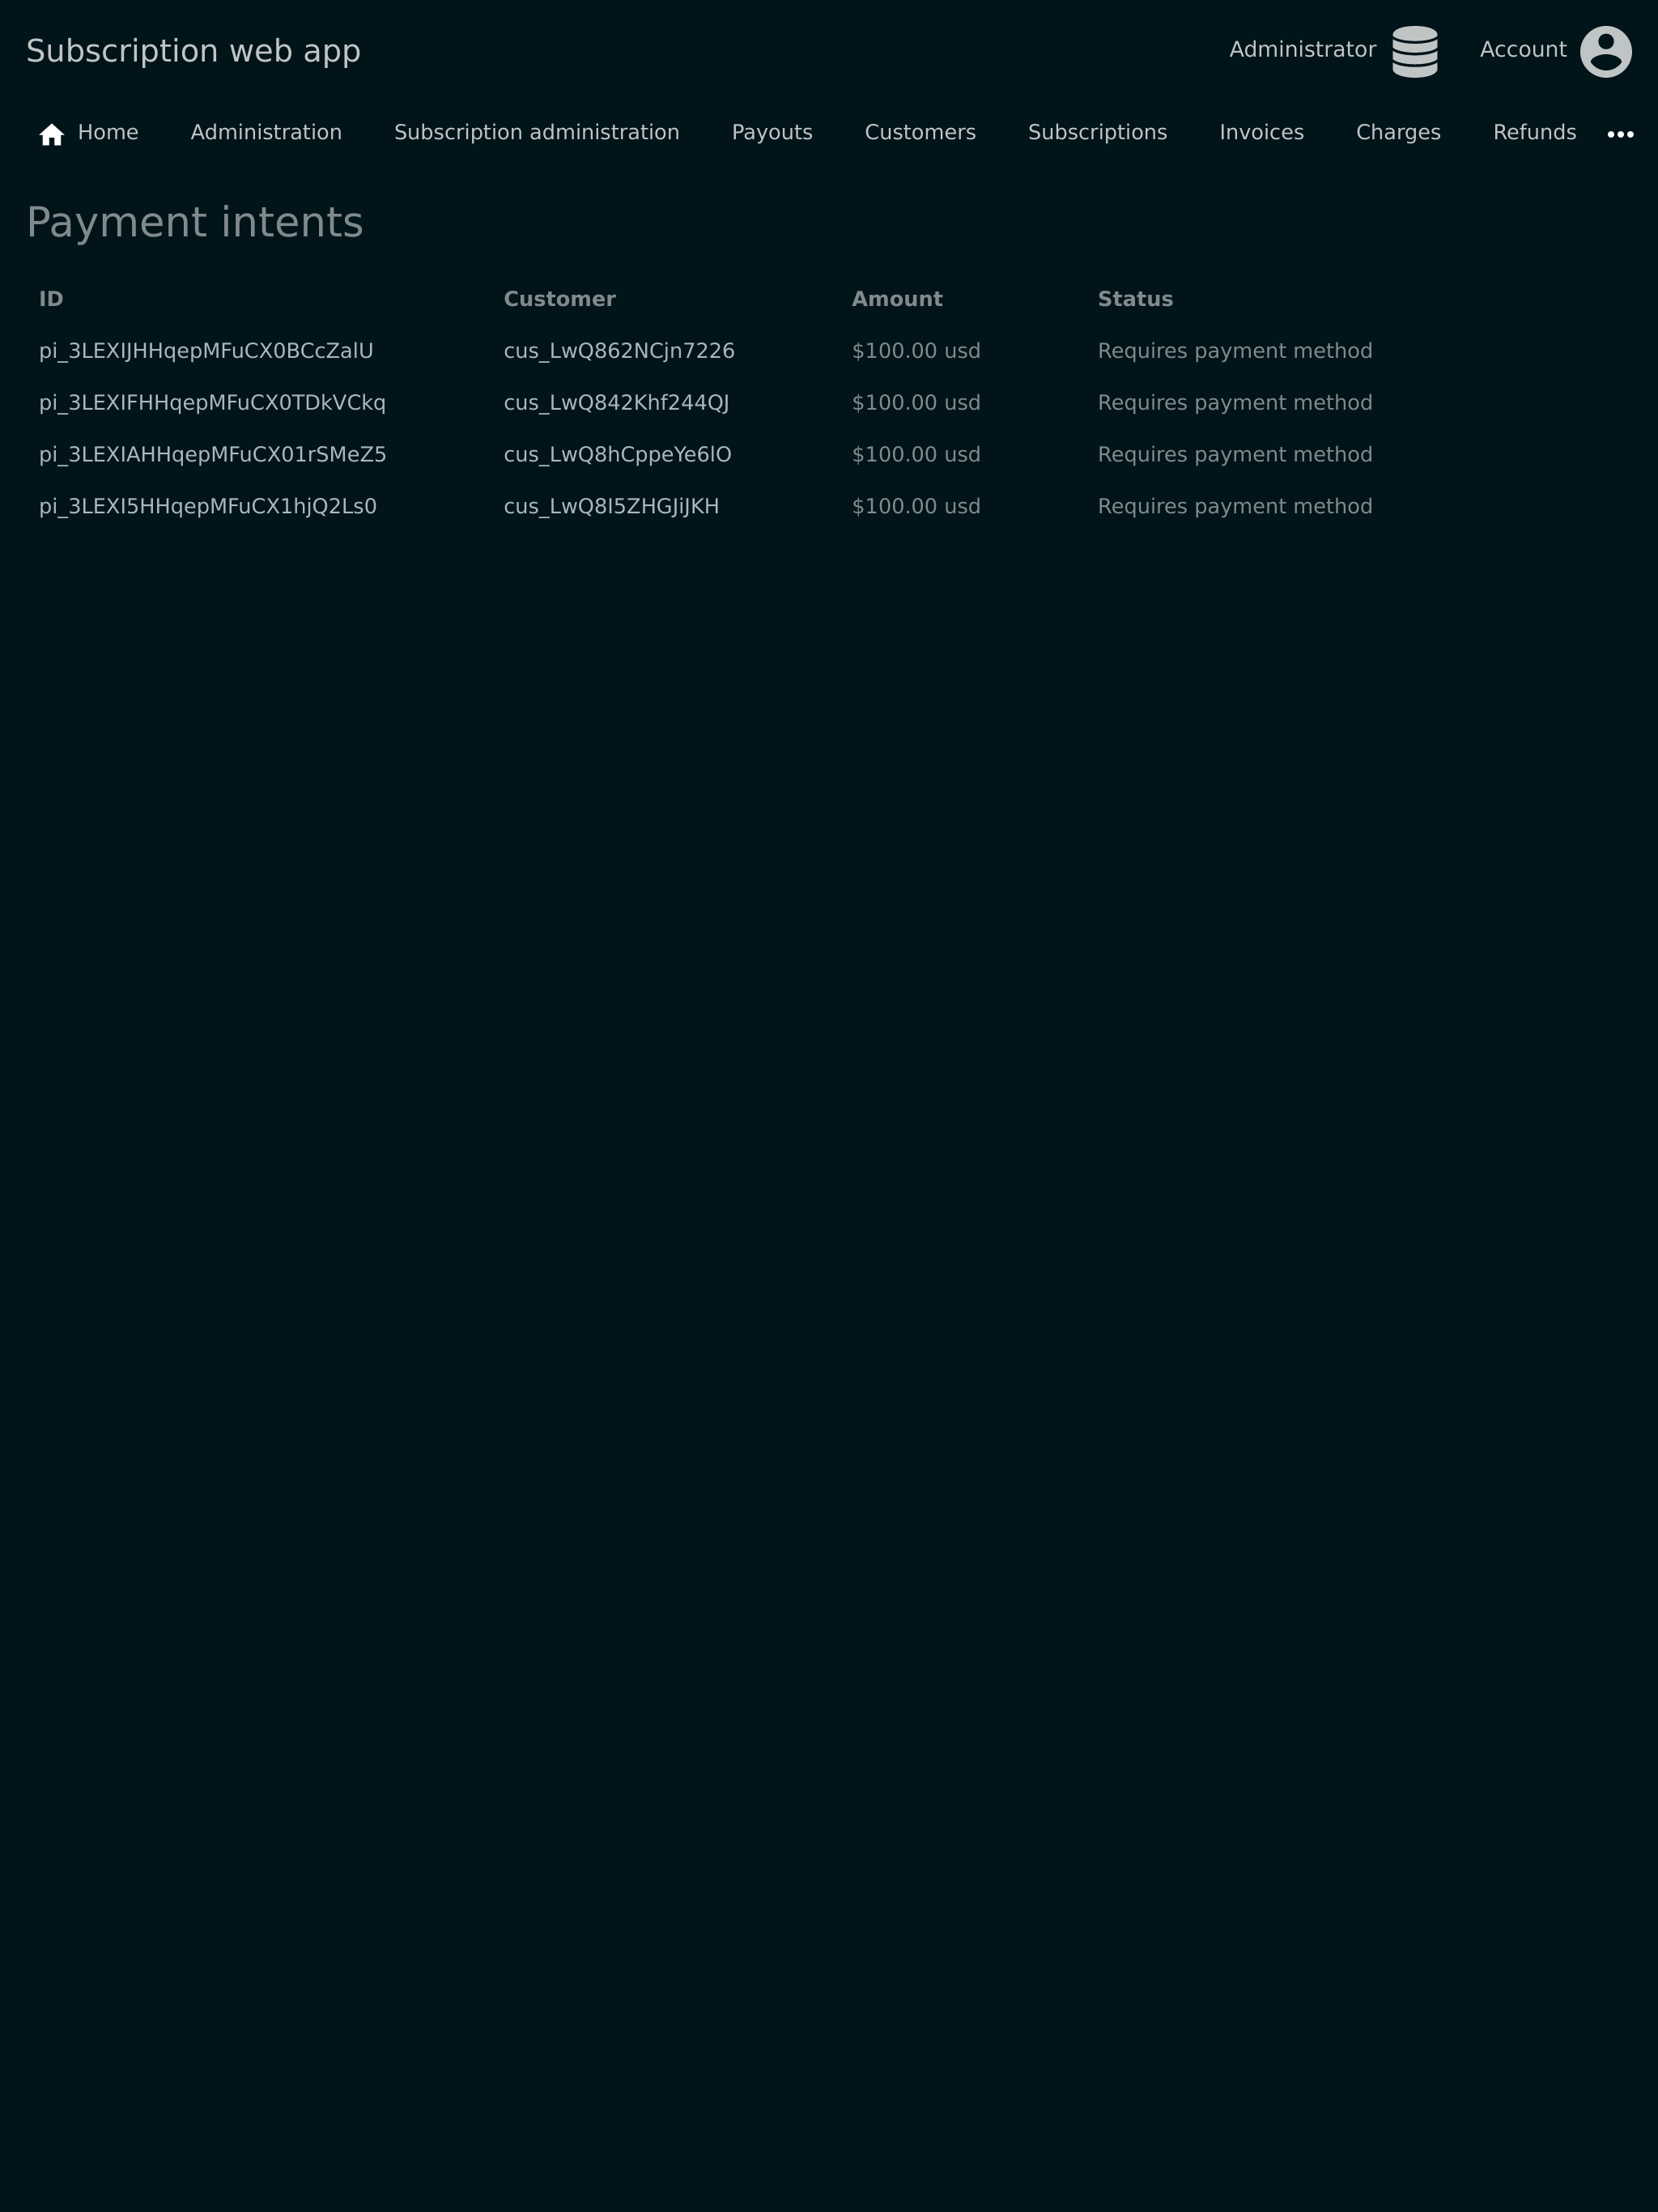 Subscription web app Administrator Account
Home Administration Subscription administration Payouts Customers Subscriptions Invoices Charges Refunds
Payment intents
ID Customer Amount Status
pi_3LEXIJHHqepMFuCX0BCcZalU cus_LwQ862NCjn7226 $100.00 usd Requires payment method
pi_3LEXIFHHqepMFuCX0TDkVCkq cus_LwQ842Khf244QJ $100.00 usd Requires payment method
pi_3LEXIAHHqepMFuCX01rSMeZ5 cus_LwQ8hCppeYe6lO $100.00 usd Requires payment method
pi_3LEXI5HHqepMFuCX1hjQ2Ls0 cus_LwQ8I5ZHGJiJKH $100.00 usd Requires payment method